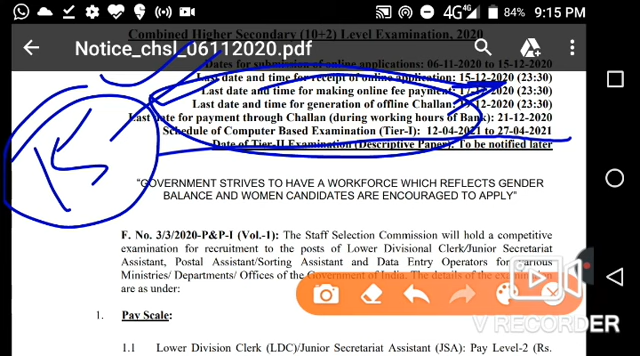 84% 9:15 PM
4G
Notice_chsl_06112020.pdf
Combined Higher Secondary (10+2) Level Examination, 2020
Dates for submission of online applications: 06-11-2020 to 15-12-2020
Last date and time for receipt of online application: 15-12-2020 (23:30)
Last date and time for making online fee payment: 17-12-2020 (23:30)
Last date and time for generation of offline Challan: 19-12-2020 (23:30)
Last date for payment through Challan (during working hours of Bank): 21-12-2020
Schedule of Computer Based Examination (Tier-I): 12-04-2021 to 27-04-2021
Date of Tier-II Examination (Descriptive Paper): To be notified later
15
“GOVERNMENT STRIVES TO HAVE A WORKFORCE WHICH REFLECTS GENDER
BALANCE AND WOMEN CANDIDATES ARE ENCOURAGED TO APPLY”
F. No. 3/3/2020-P&P-I (Vol.-1): The Staff Selection Commission will hold a competitive
examination for recruitment to the posts of Lower Divisional Clerk/Junior Secretariat
Assistant, Postal Assistant/Sorting Assistant and Data Entry Operators for various
Ministries/ Departments/ Offices of the Government of India. The details of the examination
are as under:
1. Pay Scale:
1.1 Lower Division Clerk (LDC)/Junior Secretariat Assistant (JSA): Pay Level-2 (Rs.
V RECORDER